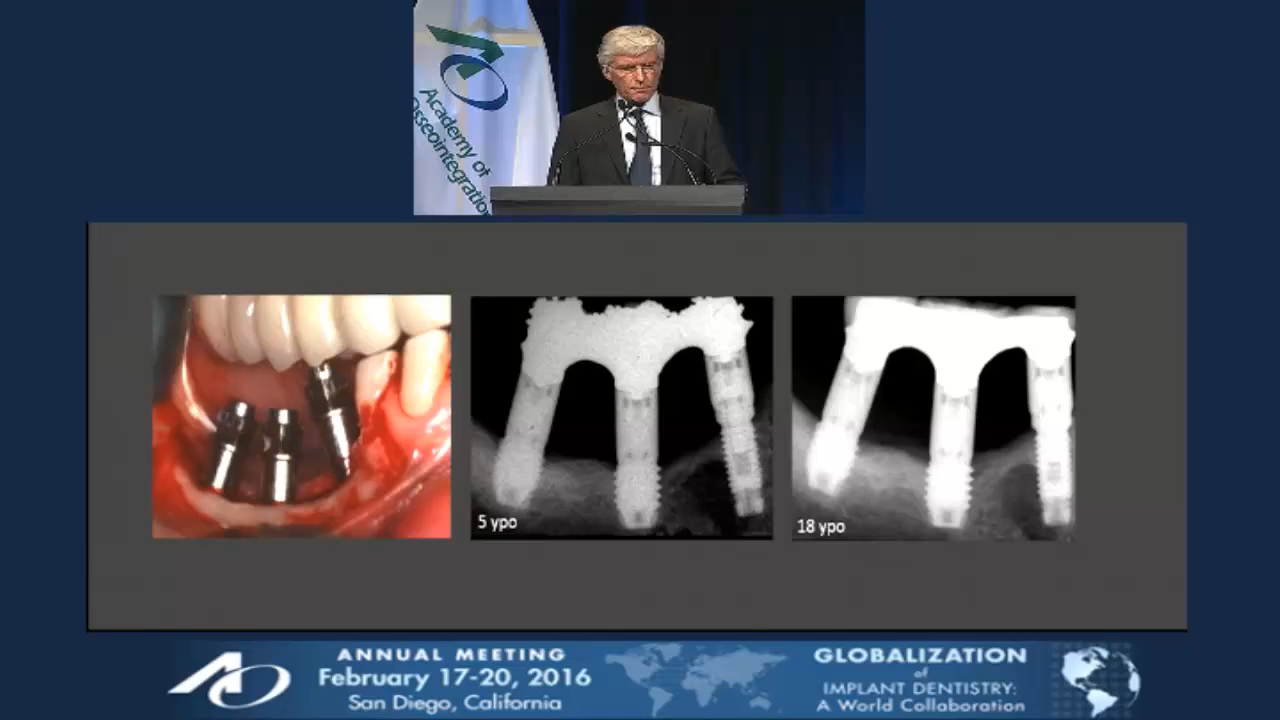 Academy of
Osseointegration
5 ypo
18 ypo
ANNUAL MEETING
February 17-20, 2016
San Diego, California
GLOBALIZATION
of
IMPLANT DENTISTRY:
A World Collaboration